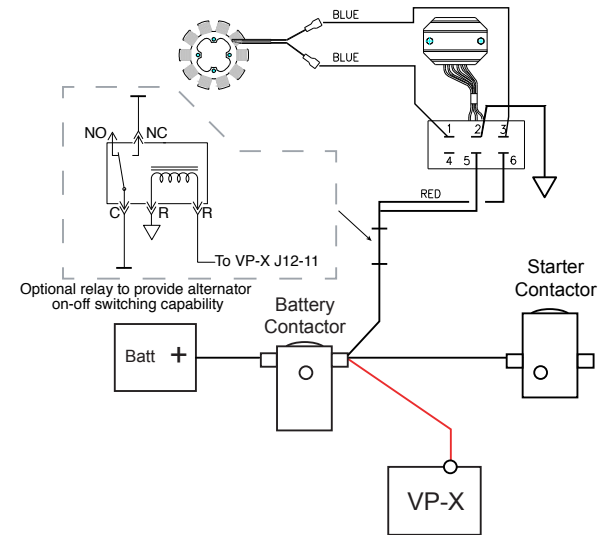 BLUE
BLUE
1 2 3
4 5 6
NO NC
C R R
RED
To VP-X J12-11
Optional relay to provide alternator
on-off switching capability
Battery
Contactor
Starter
Contactor
Batt +
VP-X